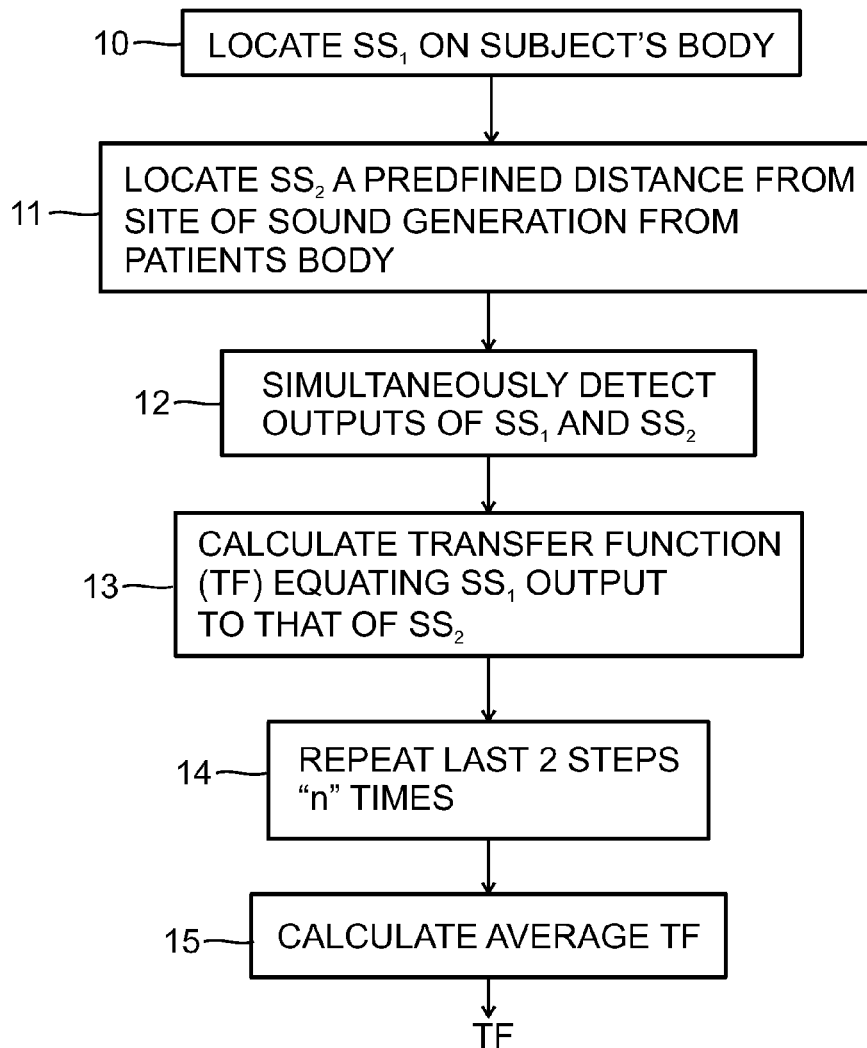 10 LOCATE SS₁ ON SUBJECT'S BODY
11 LOCATE SS₂ A PREDFINED DISTANCE FROM
SITE OF SOUND GENERATION FROM
PATIENTS BODY
12 SIMULTANEOUSLY DETECT
OUTPUTS OF SS₁ AND SS₂
13 CALCULATE TRANSFER FUNCTION
(TF) EQUATING SS₁ OUTPUT
TO THAT OF SS₂
14 REPEAT LAST 2 STEPS
“n” TIMES
15 CALCULATE AVERAGE TF
TF